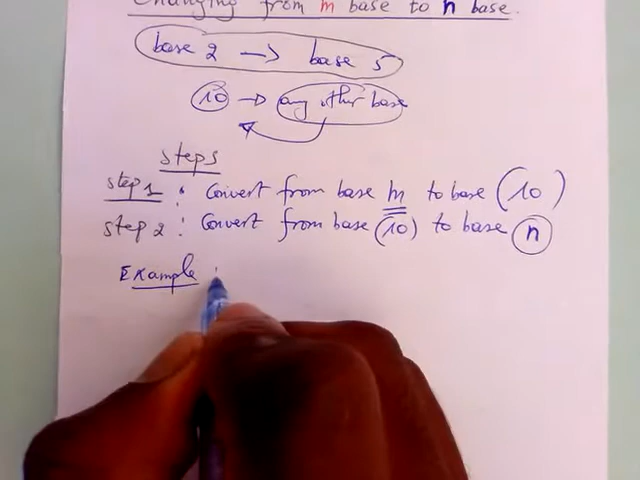 Changing from m base to n base.
base 2 → base 5
10 → any other base
steps
step 1 : Convert from base m to base (10)
step 2 : Convert from base (10) to base n
Example :